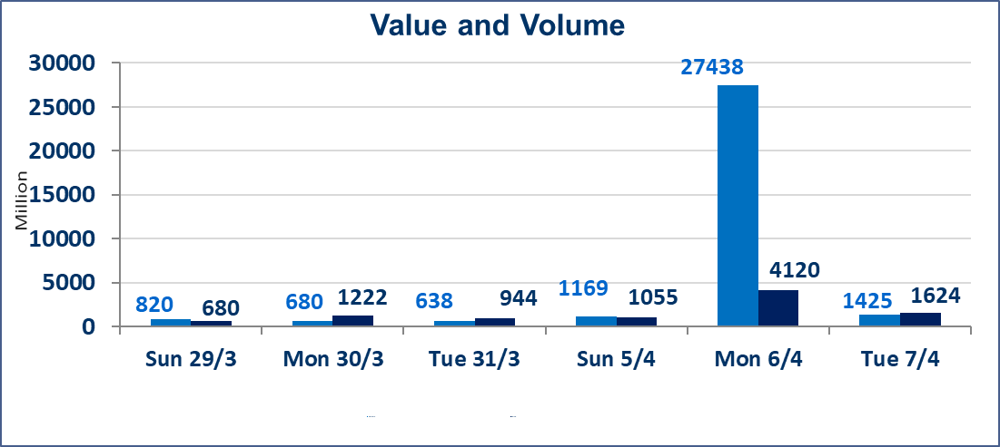 Value and Volume
30000
25000
20000
15000
10000
5000
0
Million
820
680
680
1222
638
944
1169
1055
27438
4120
1425
1624
Sun 29/3
Mon 30/3
Tue 31/3
Sun 5/4
Mon 6/4
Tue 7/4